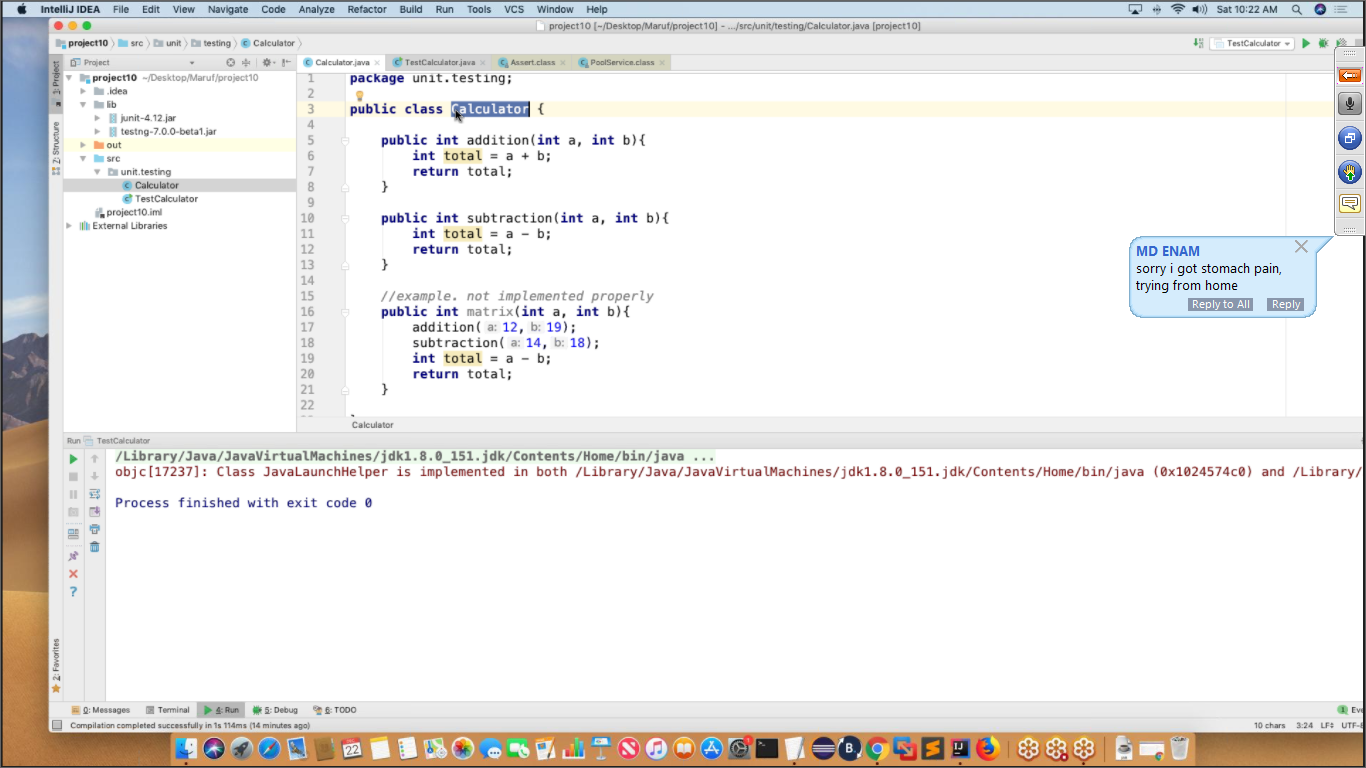 IntelliJ IDEA File Edit View Navigate Code Analyze Refactor Build Run Tools VCS Window Help Sat 10:22 AM
project10 [~/Desktop/Maruf/project10] - .../src/unit/testing/Calculator.java [project10]
project10 src unit testing Calculator TestCalculator
Project
Calculator.java TestCalculator.java Assert.class PoolService.class
1: Project
Z: Structure
2: Favorites
project10 ~/Desktop/Maruf/project10
.idea
lib
junit-4.12.jar
testng-7.0.0-beta1.jar
out
src
unit.testing
Calculator
TestCalculator
project10.iml
External Libraries
1 package unit.testing;
2
3 public class Calculator {
4
5 public int addition(int a, int b){
6 int total = a + b;
7 return total;
8 }
9
10 public int subtraction(int a, int b){
11 int total = a - b;
12 return total;
13 }
14
15 //example. not implemented properly
16 public int matrix(int a, int b){
17 addition( a: 12, b: 19);
18 subtraction( a: 14, b: 18);
19 int total = a - b;
20 return total;
21 }
22
Calculator
MD ENAM
sorry i got stomach pain,
trying from home
Reply to All Reply
Run TestCalculator
/Library/Java/JavaVirtualMachines/jdk1.8.0_151.jdk/Contents/Home/bin/java ...
objc[17237]: Class JavaLaunchHelper is implemented in both /Library/Java/JavaVirtualMachines/jdk1.8.0_151.jdk/Contents/Home/bin/java (0x1024574c0) and /Library/
Process finished with exit code 0
0: Messages Terminal 4: Run 5: Debug 6: TODO 1 Eve
Compilation completed successfully in 1s 114ms (14 minutes ago) 10 chars 3:24 LF÷ UTF-8
22
B.